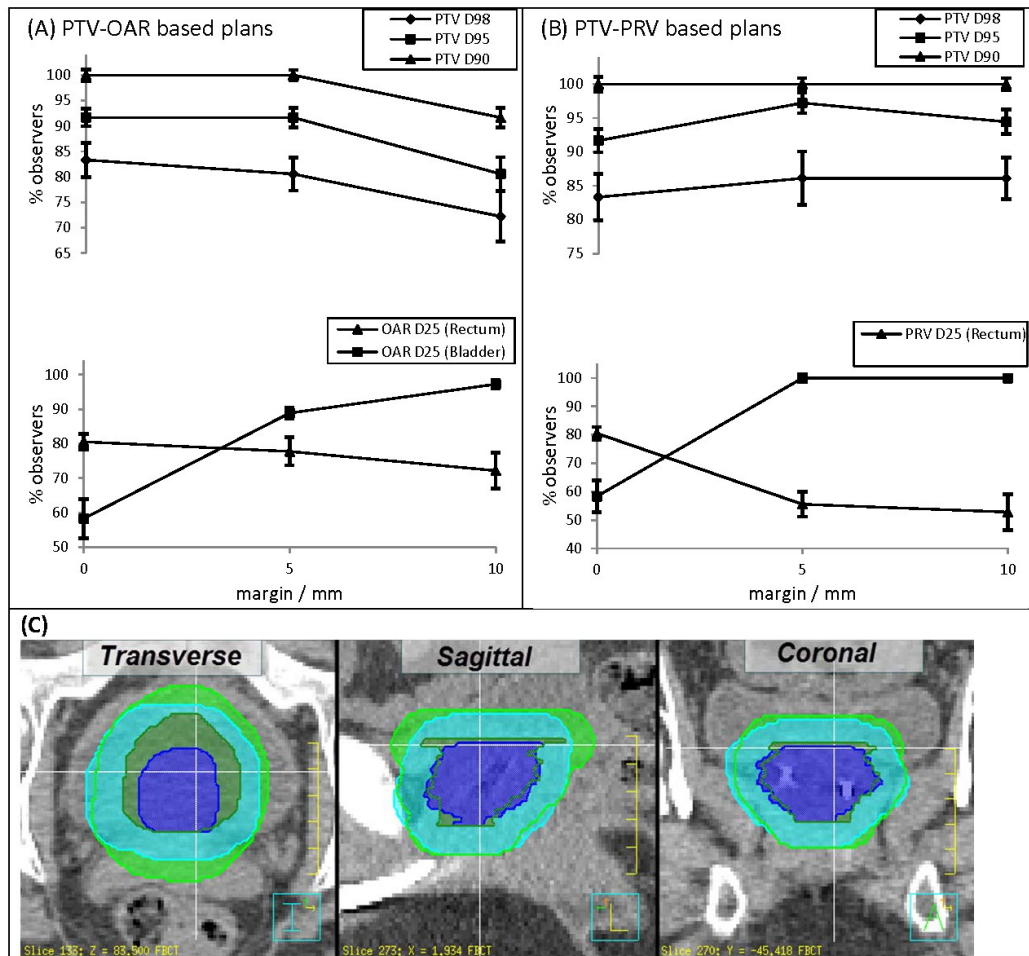 (A) PTV-OAR based plans
PTV D98
PTV D95
PTV D90
100
95
90
85
80
75
70
65
% observers
OAR D25 (Rectum)
OAR D25 (Bladder)
100
90
80
70
60
50
% observers
0 5 10
margin / mm
(B) PTV-PRV based plans
PTV D98
PTV D95
PTV D90
100
95
90
85
80
75
% observers
PRV D25 (Rectum)
100
90
80
70
60
50
40
% observers
0 5 10
margin / mm
(C)
Transverse
Sagittal
Coronal
Slice 133: Z = 83.500 FBCT
Slice 273: X = 1.934 FBCT
Slice 270: Y = -45.418 FBCT
I
L
A